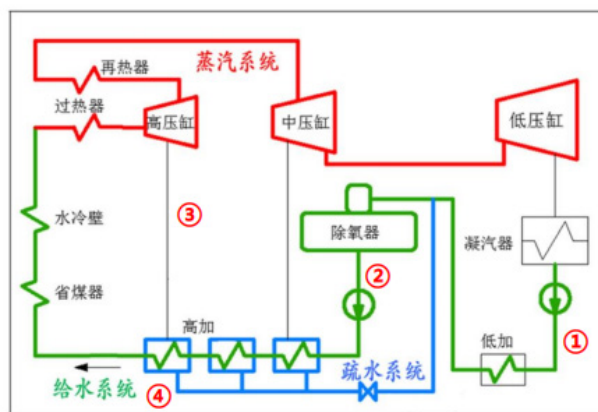 再热器
蒸汽系统
过热器
高压缸
中压缸
低压缸
③
水冷壁
除氧器
凝汽器
②
省煤器
高加
①
低加
④
疏水系统
给水系统